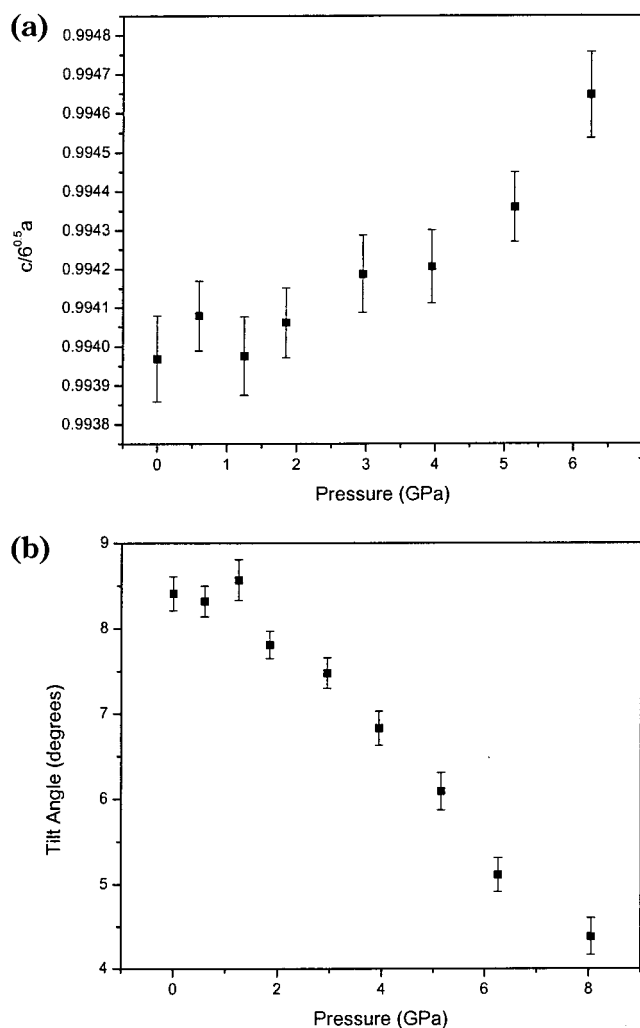 (a)
0.9948
0.9947
0.9946
0.9945
0.9944
0.9943
0.9942
0.9941
0.9940
0.9939
0.9938
c/6^0.5a
0 1 2 3 4 5 6 7
Pressure (GPa)
(b)
9
8
7
6
5
4
Tilt Angle (degrees)
0 2 4 6 8
Pressure (GPa)